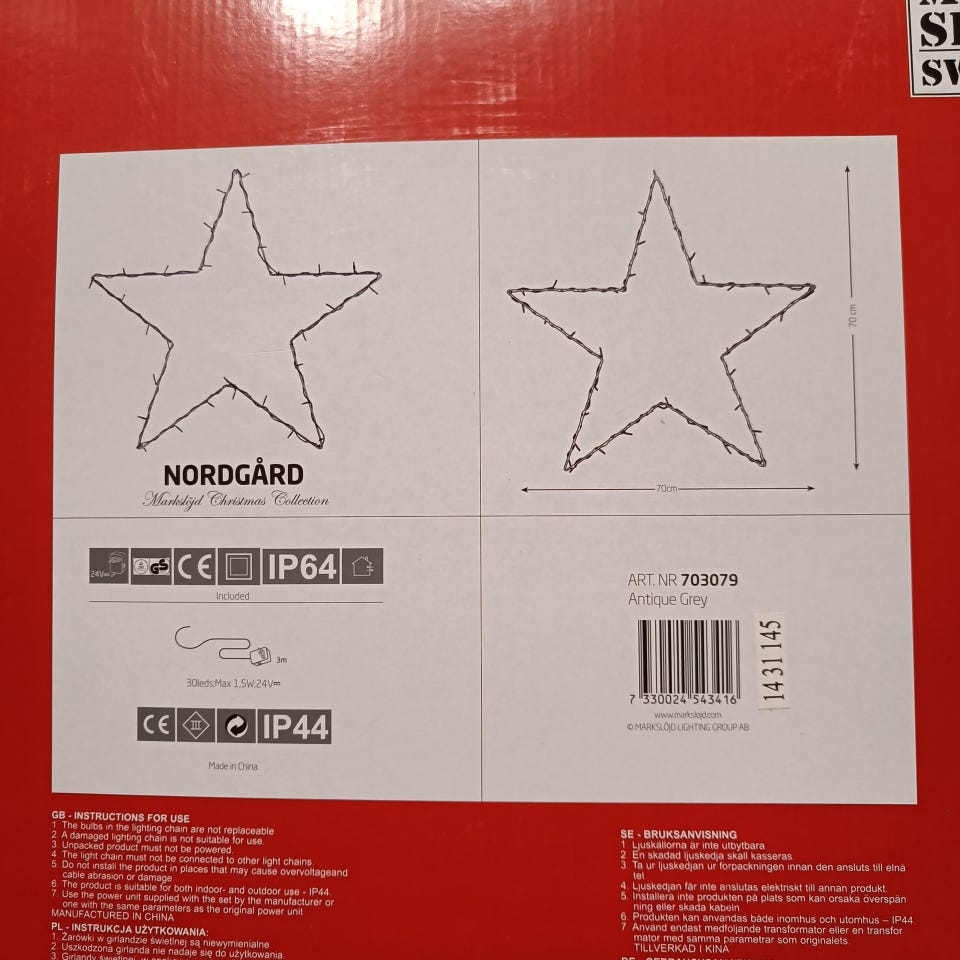 SW
70 cm
70cm
NORDGÅRD
Markslöjd Christmas Collection
24V GS CE IP64
Included
3m
30leds;Max 1,5W;24V⎓
CE III IP44
Made in China
ART. NR 703079
Antique Grey
7 330024 543416
1431145
www.markslojd.com
© MARKSLÖJD LIGHTING GROUP AB
GB - INSTRUCTIONS FOR USE
1. The bulbs in the lighting chain are not replaceable
2. A damaged lighting chain is not suitable for use.
3. Unpacked product must not be powered.
4. The light chain must not be connected to other light chains.
5. Do not install the product in places that may cause overvoltageand
cable abrasion or damage.
6. The product is suitable for both indoor- and outdoor use - IP44.
7 Use the power unit supplied with the set by the manufacturer or
one with the same parameters as the original power unit
MANUFACTURED IN CHINA
PL - INSTRUKCJA UŻYTKOWANIA:
1. Żarówki w girlandzie świetlnej są niewymienialne
2. Uszkodzona girlanda nie nadaje się do użytkowania.
3. Girlandy świetlnej, w
SE - BRUKSANVISNING
1 Ljuskällorna är inte utbytbara
2 En skadad ljuskedja skall kasseras
3 Ta ur ljuskedjan ur forpackningen innan den ansluts till elnä
tet
4. Ljuskedjan får inte anslutas elektriskt till annan produkt.
5. Installera inte produkten på plats som kan orsaka överspän
ning eller skada kabeln
6. Produkten kan användas både inomhus och utomhus – IP44.
7 Använd endast medfoljande transformator eller en transfor
mator med samma parametrar som originalets.
TILLVERKAD I KINA